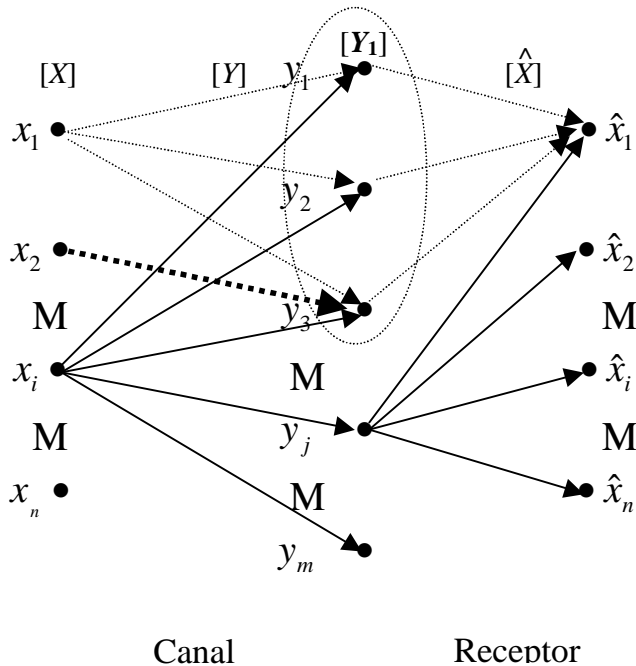 [X] [Y] y₁ [Y₁] [X̂]
x₁ x̂₁
y₂
x₂ x̂₂
M y₃ M
xᵢ M x̂ᵢ
M yⱼ M
xₙ M x̂ₙ
yₘ
Canal Receptor